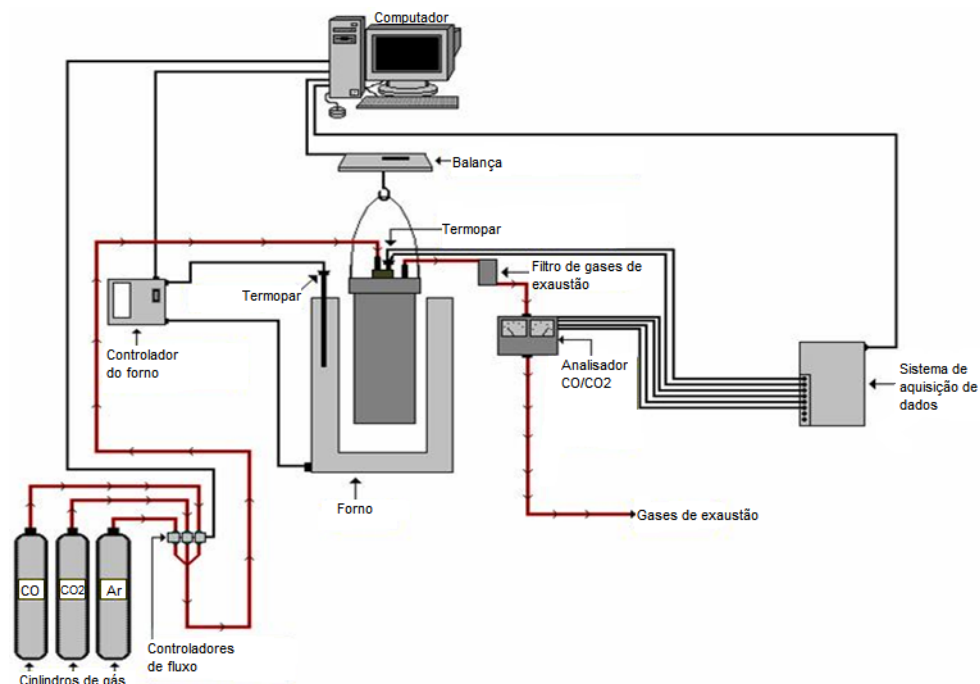 Computador
Balança
Termopar
Filtro de gases de
exaustão
Termopar
Controlador
do forno
Analisador
CO/CO2
Sistema de
aquisição de
dados
Forno
Gases de exaustão
CO
CO2
Ar
Controladores
de fluxo
Cinlindros de gás